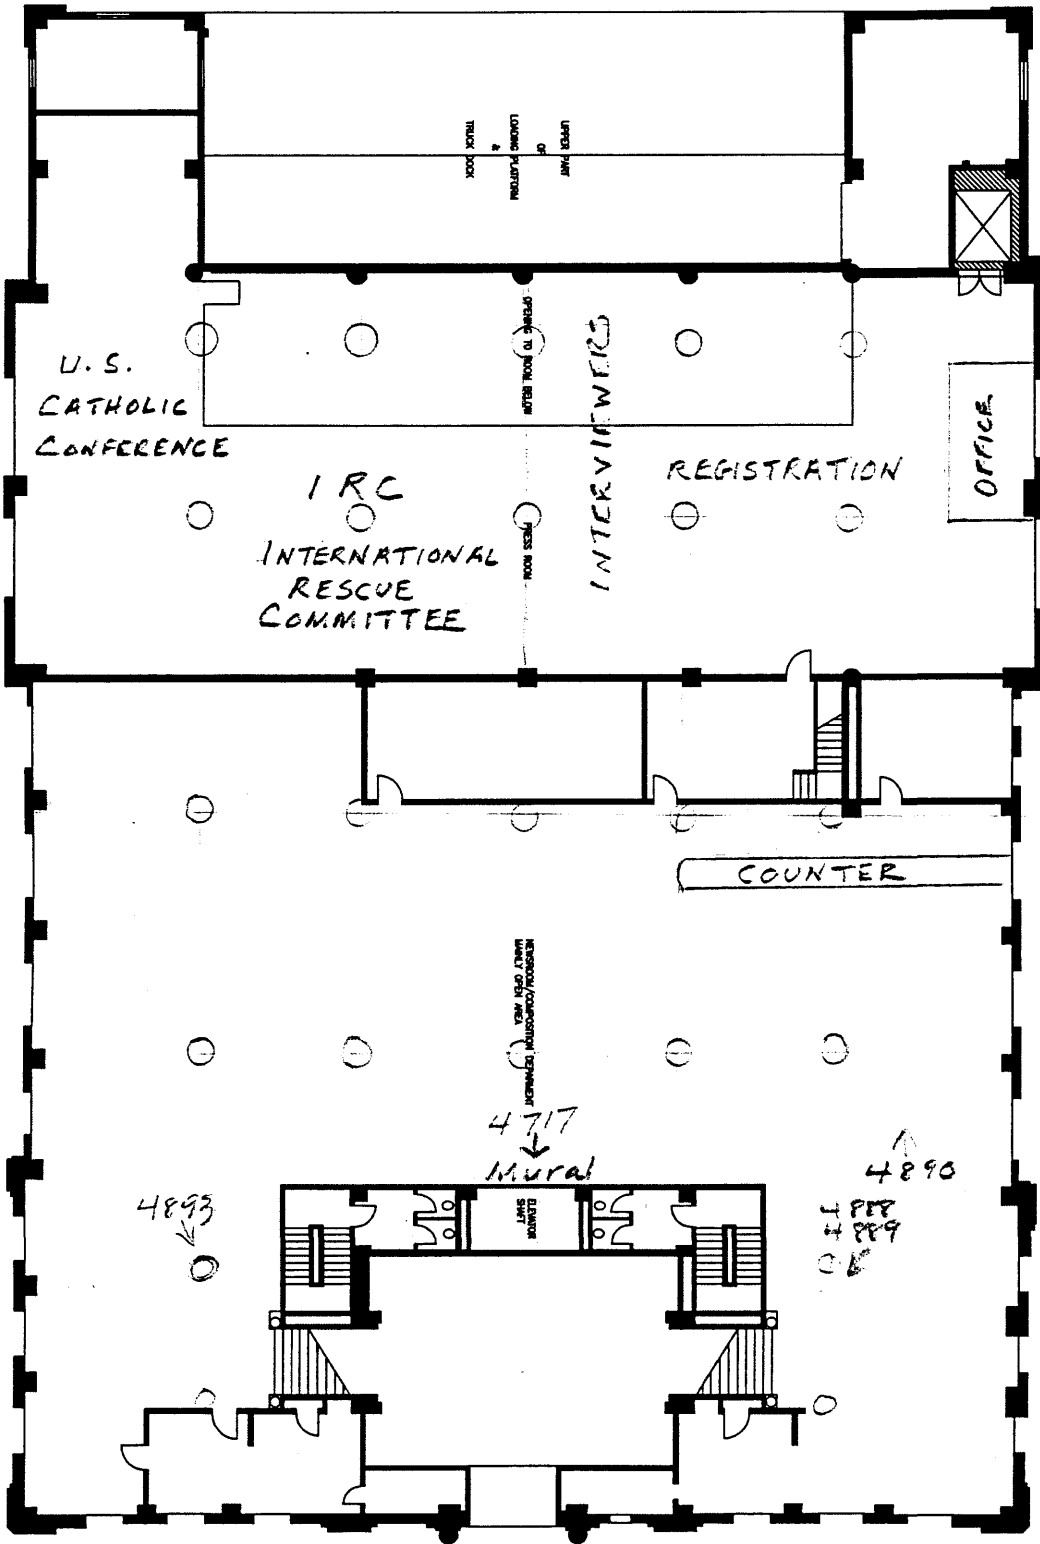 UPPER PART
OF
LOADING PLATFORM
&
TRUCK DOCK
OPENING TO ROOM BELOW
INTERVIEWERS
U.S.
CATHOLIC
CONFERENCE
OFFICE
REGISTRATION
IRC
INTERNATIONAL
RESCUE
COMMITTEE
PRESS ROOM
COUNTER
NEWSROOM/COMPOSITION DEPARTMENT
MAINLY OPEN AREA
4717
Mural
4890
4893
ELEVATOR
SHAFT
4889